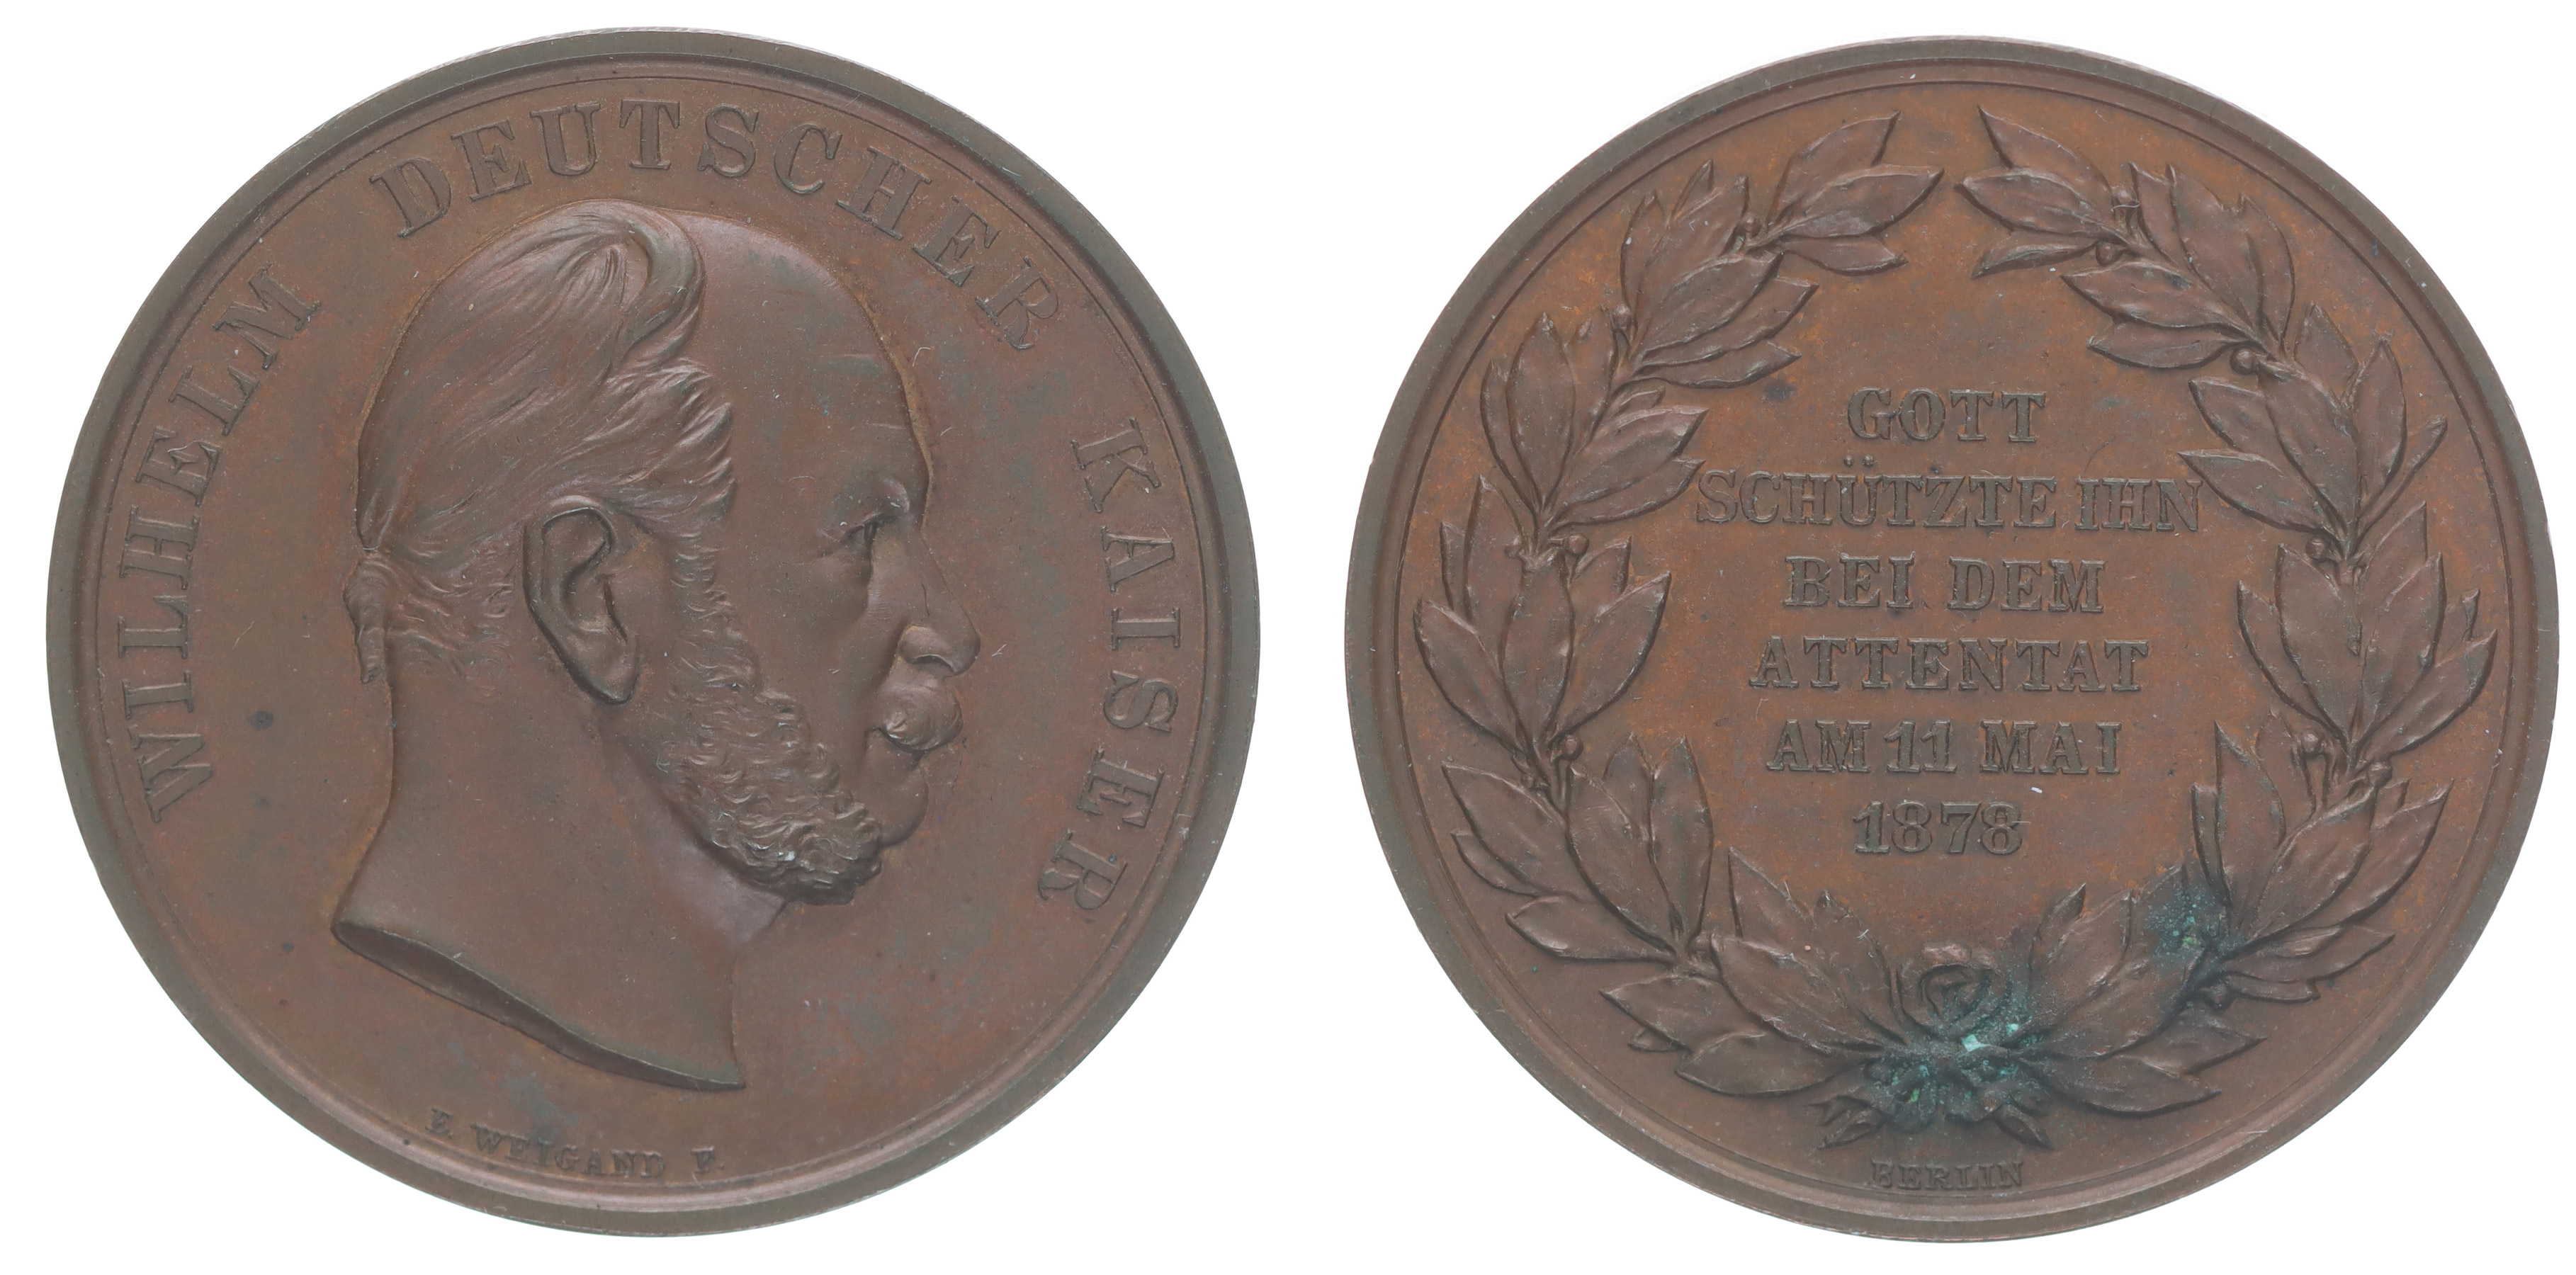 WILHELM DEUTSCHER KAISER
E. WEIGAND F.
GOTT
SCHÜTZTE IHN
BEI DEM
ATTENTAT
AM 11 MAI
1878
BERLIN